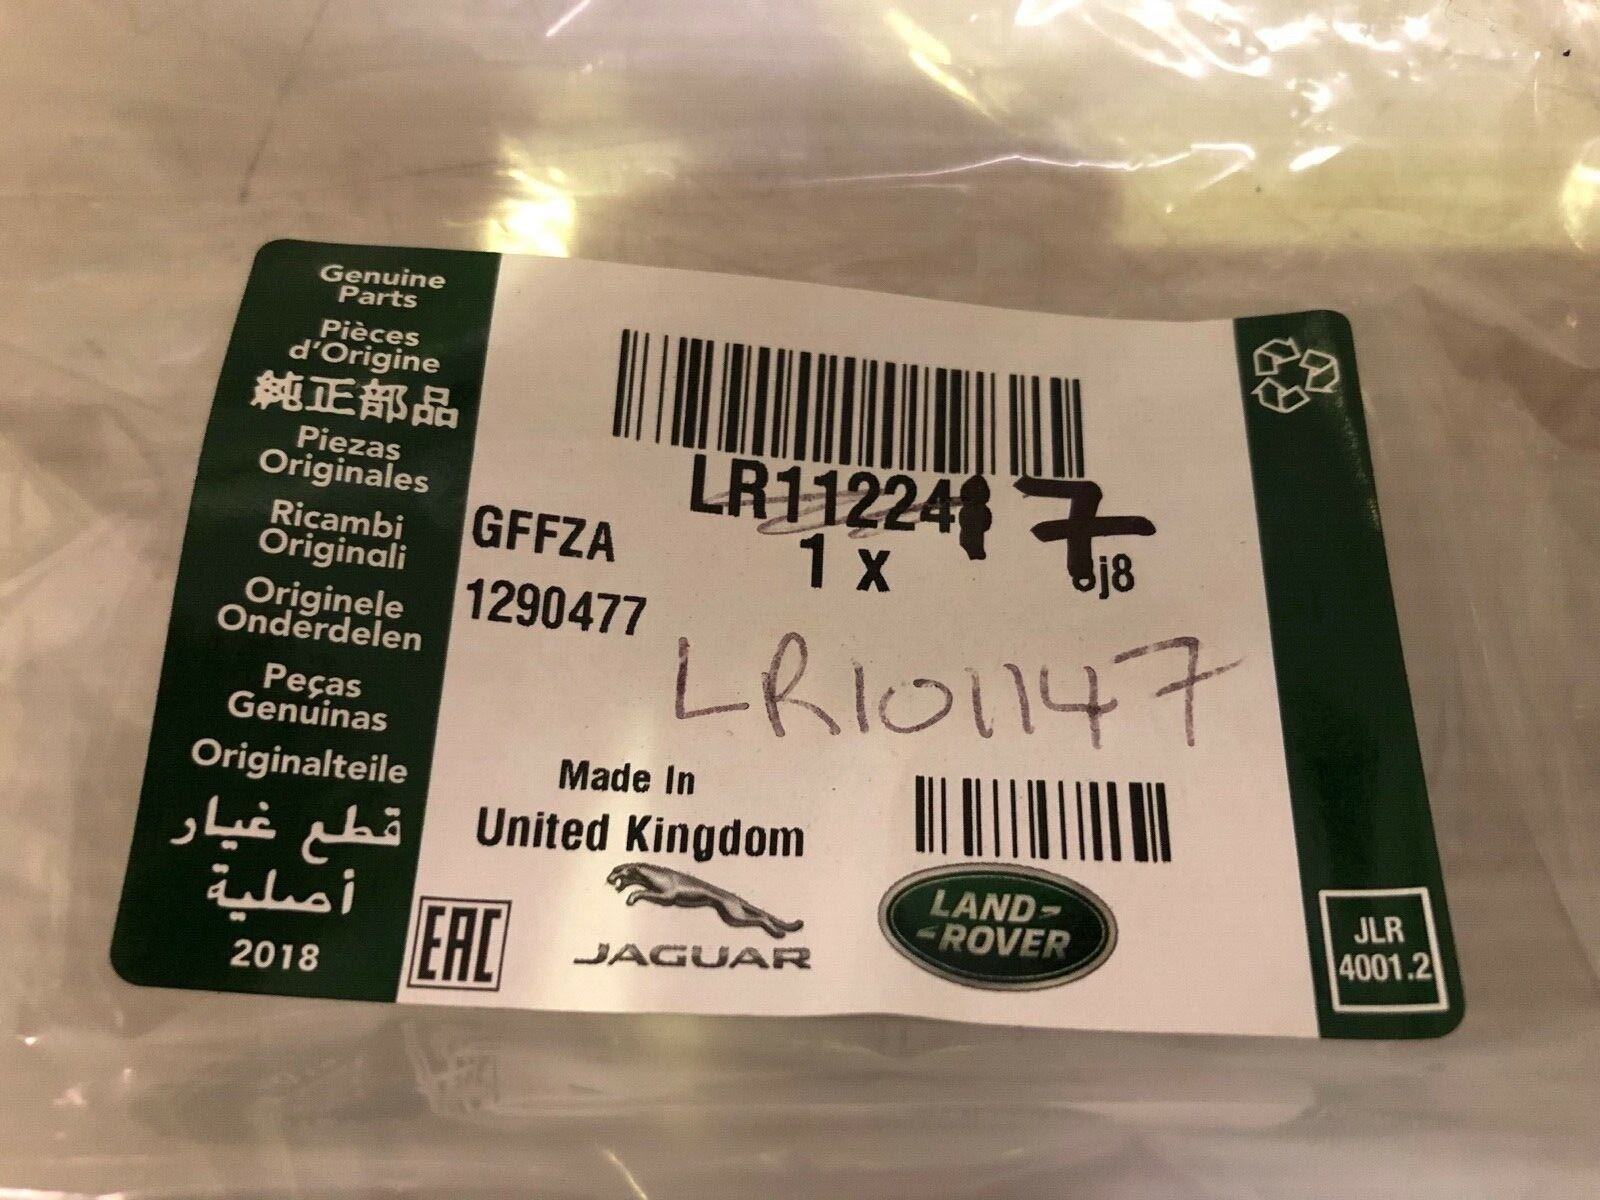 Genuine
Parts
Pièces
d'Origine
純正部品
Piezas
Originales
Ricambi
Originali
Originele
Onderdelen
Peças
Genuinas
Originalteile
قطع غيار
أصلية
2018
LR11224 7
GFFZA
1 x
j8
1290477
LR101147
Made In
United Kingdom
EAC
JAGUAR
LAND-
-ROVER
JLR
4001.2